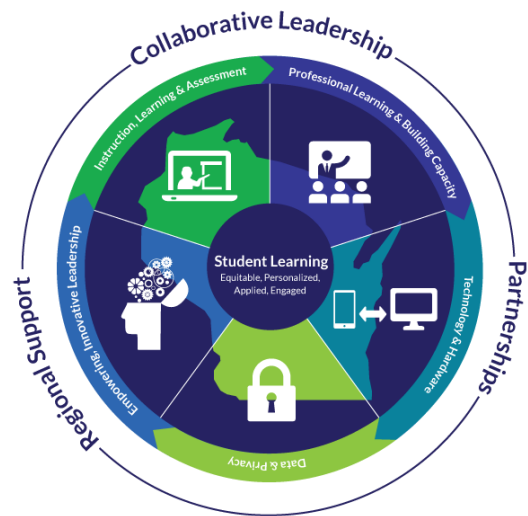 Collaborative Leadership
Instruction, Learning & Assessment
Professional Learning & Building Capacity
Student Learning
Equitable, Personalized,
Applied, Engaged
Empowering, Innovative Leadership
Technology & Hardware
Regional Support
Partnerships
Data & Privacy